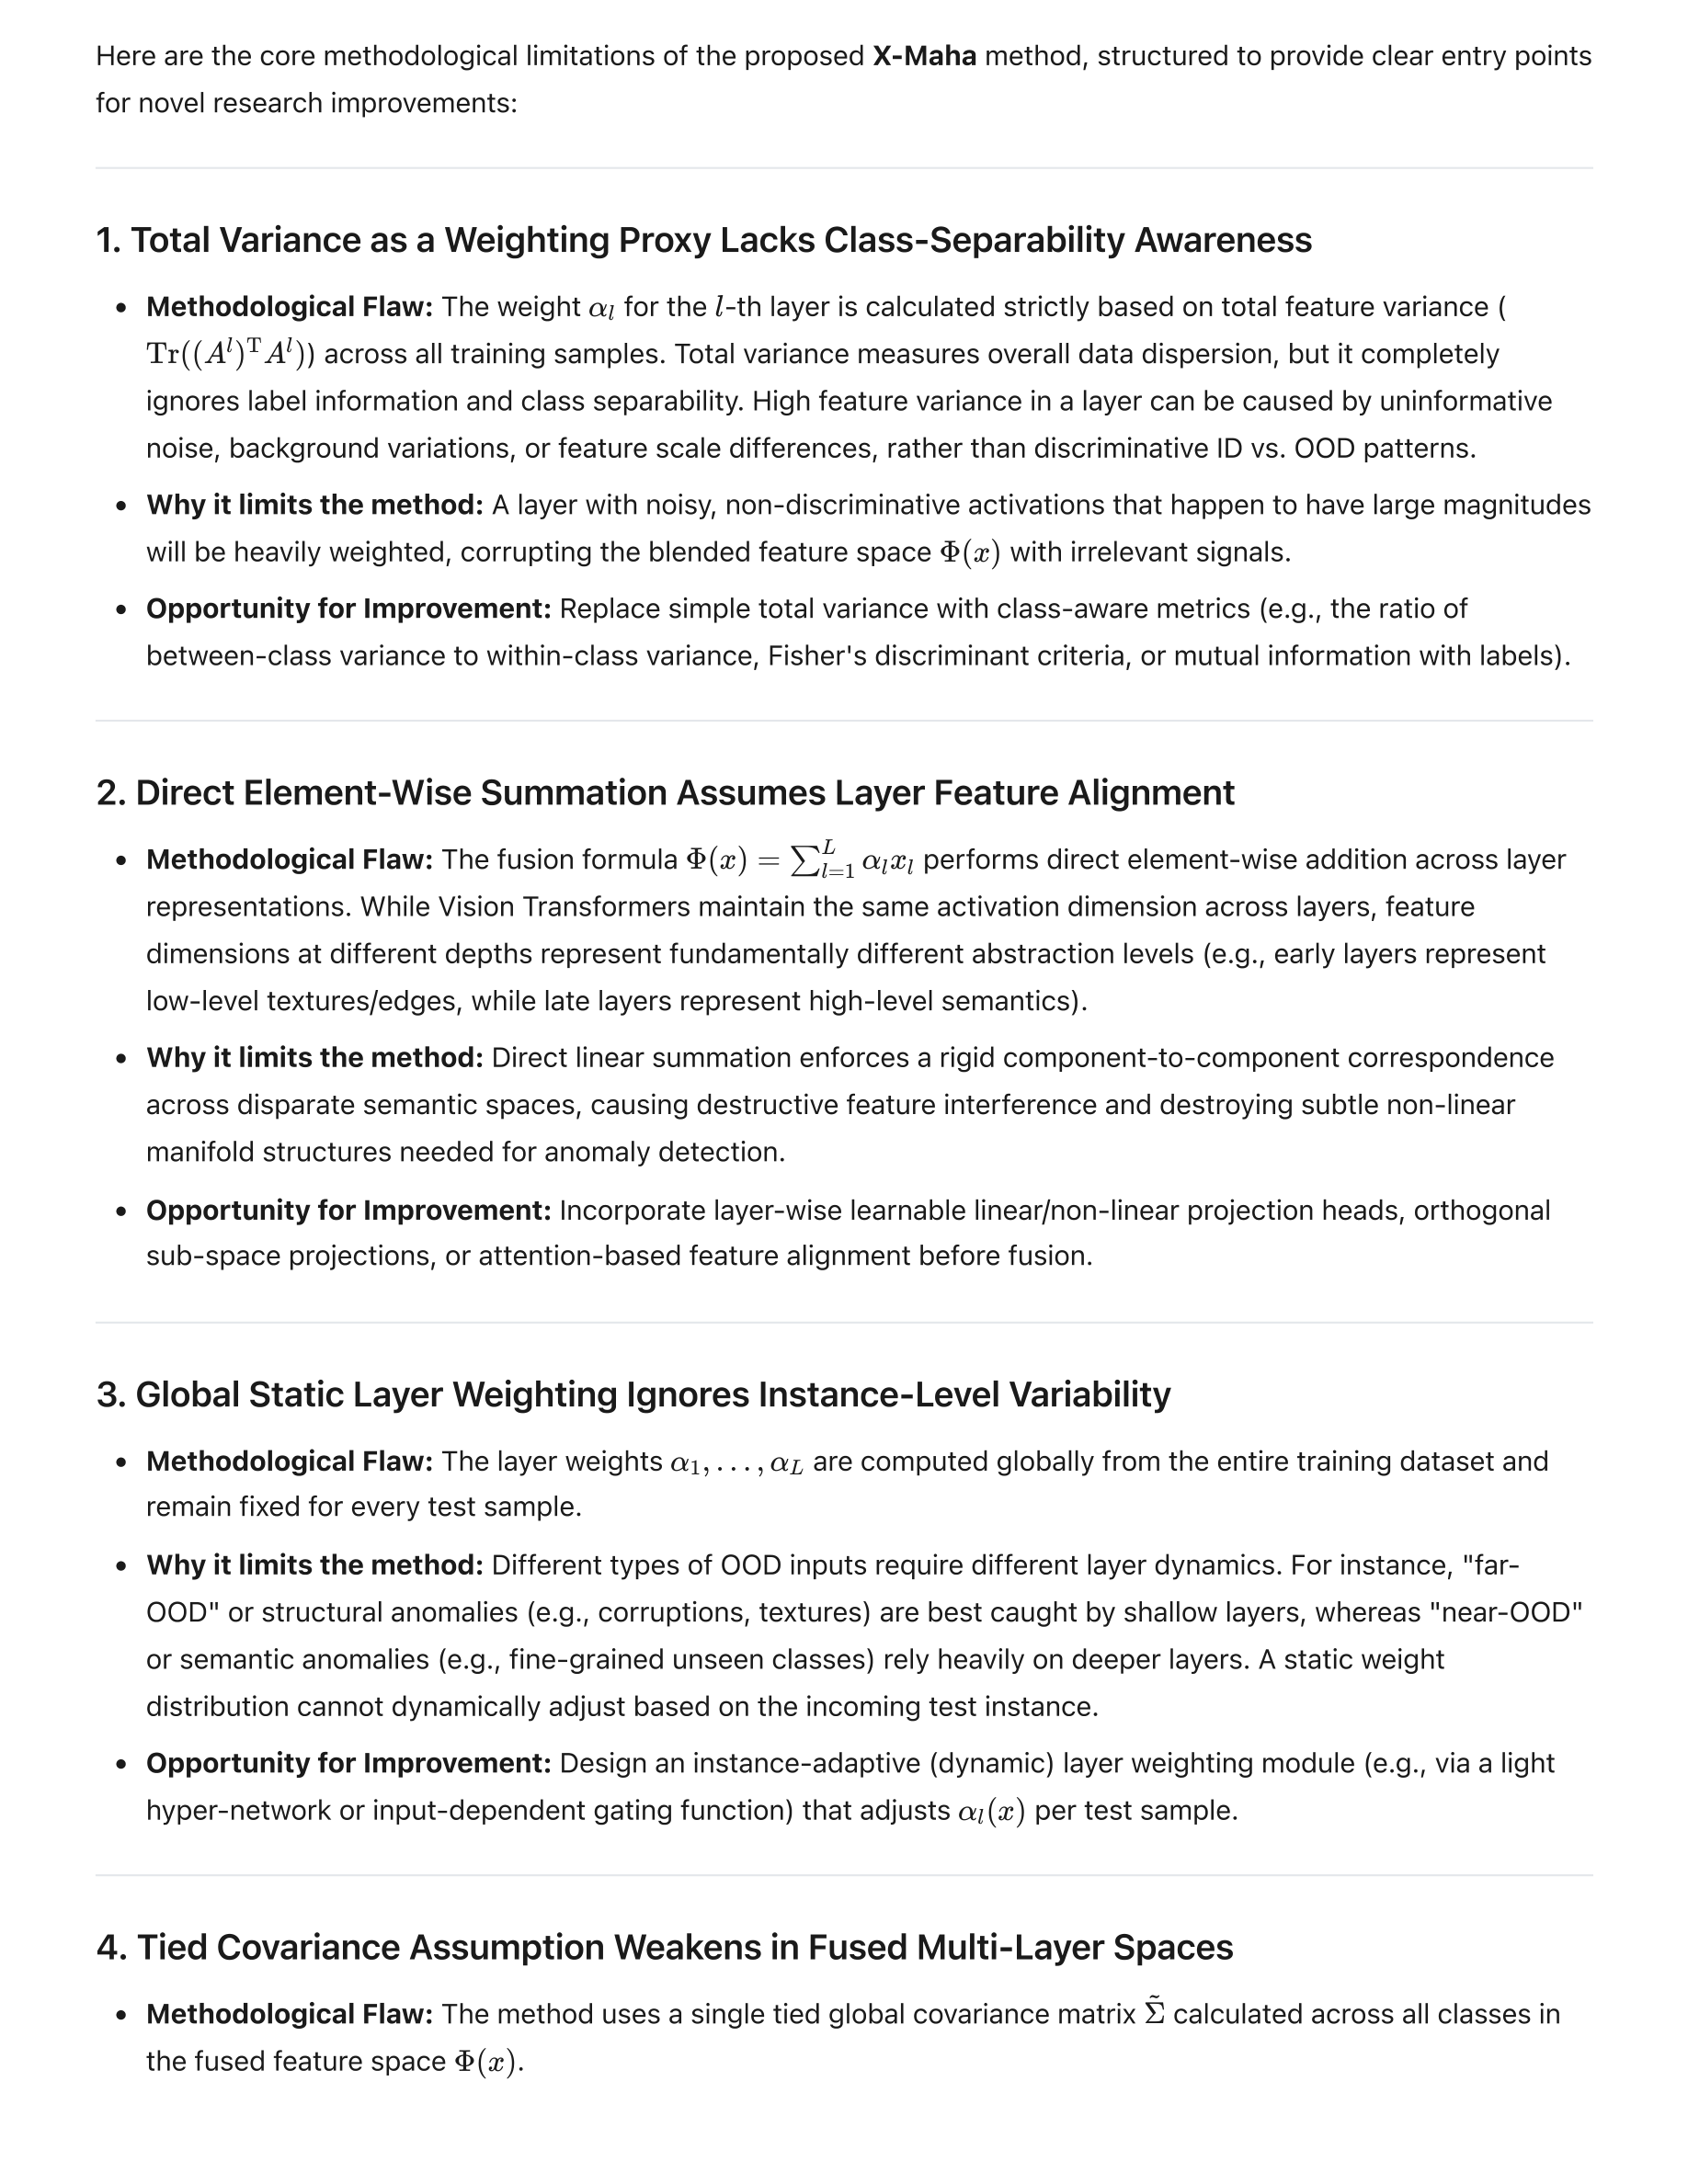 Here are the core methodological limitations of the proposed X-Maha method, structured to provide clear entry points
for novel research improvements:
1. Total Variance as a Weighting Proxy Lacks Class-Separability Awareness
• Methodological Flaw: The weight αₗ for the l-th layer is calculated strictly based on total feature variance (
Tr((Aˡ)ᵀAˡ)) across all training samples. Total variance measures overall data dispersion, but it completely
ignores label information and class separability. High feature variance in a layer can be caused by uninformative
noise, background variations, or feature scale differences, rather than discriminative ID vs. OOD patterns.
• Why it limits the method: A layer with noisy, non-discriminative activations that happen to have large magnitudes
will be heavily weighted, corrupting the blended feature space Φ(x) with irrelevant signals.
• Opportunity for Improvement: Replace simple total variance with class-aware metrics (e.g., the ratio of
between-class variance to within-class variance, Fisher's discriminant criteria, or mutual information with labels).
2. Direct Element-Wise Summation Assumes Layer Feature Alignment
• Methodological Flaw: The fusion formula Φ(x) = ∑ₗ₌₁ᴸ αₗxₗ performs direct element-wise addition across layer
representations. While Vision Transformers maintain the same activation dimension across layers, feature
dimensions at different depths represent fundamentally different abstraction levels (e.g., early layers represent
low-level textures/edges, while late layers represent high-level semantics).
• Why it limits the method: Direct linear summation enforces a rigid component-to-component correspondence
across disparate semantic spaces, causing destructive feature interference and destroying subtle non-linear
manifold structures needed for anomaly detection.
• Opportunity for Improvement: Incorporate layer-wise learnable linear/non-linear projection heads, orthogonal
sub-space projections, or attention-based feature alignment before fusion.
3. Global Static Layer Weighting Ignores Instance-Level Variability
• Methodological Flaw: The layer weights α₁, . . . , α_L are computed globally from the entire training dataset and
remain fixed for every test sample.
• Why it limits the method: Different types of OOD inputs require different layer dynamics. For instance, "far-
OOD" or structural anomalies (e.g., corruptions, textures) are best caught by shallow layers, whereas "near-OOD"
or semantic anomalies (e.g., fine-grained unseen classes) rely heavily on deeper layers. A static weight
distribution cannot dynamically adjust based on the incoming test instance.
• Opportunity for Improvement: Design an instance-adaptive (dynamic) layer weighting module (e.g., via a light
hyper-network or input-dependent gating function) that adjusts αₗ(x) per test sample.
4. Tied Covariance Assumption Weakens in Fused Multi-Layer Spaces
• Methodological Flaw: The method uses a single tied global covariance matrix Σ̃ calculated across all classes in
the fused feature space Φ(x).